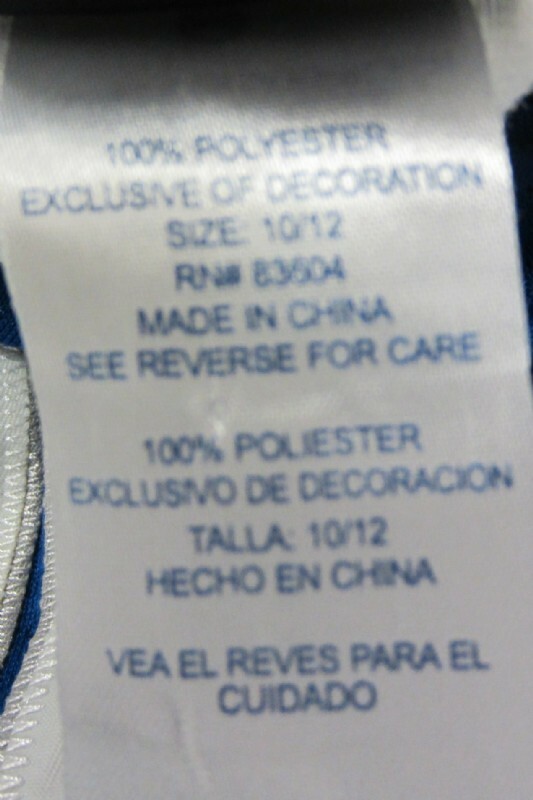 100% POLYESTER
EXCLUSIVE OF DECORATION
SIZE: 10/12
RN# 83604
MADE IN CHINA
SEE REVERSE FOR CARE
100% POLIESTER
EXCLUSIVO DE DECORACION
TALLA: 10/12
HECHO EN CHINA
VEA EL REVES PARA EL
CUIDADO